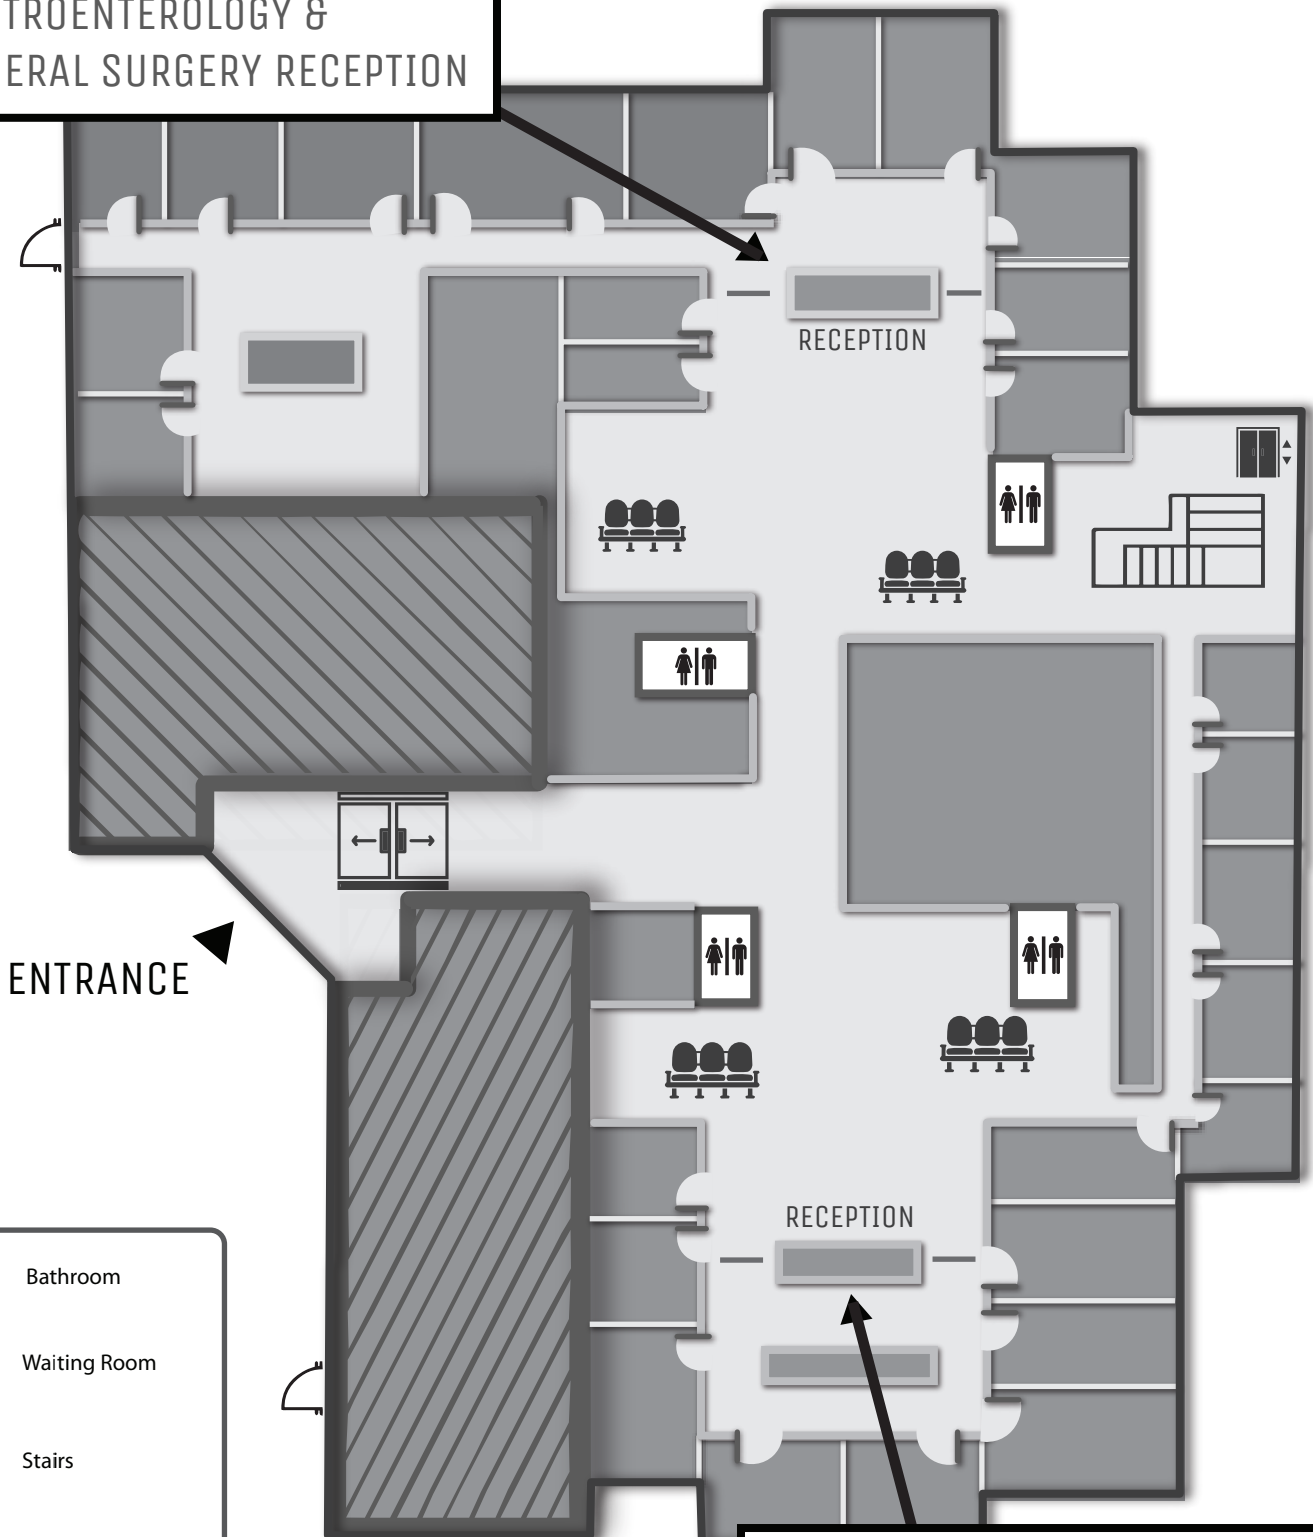 TROENTEROLOGY &
ERAL SURGERY RECEPTION
RECEPTION
ENTRANCE
RECEPTION
Bathroom
Waiting Room
Stairs